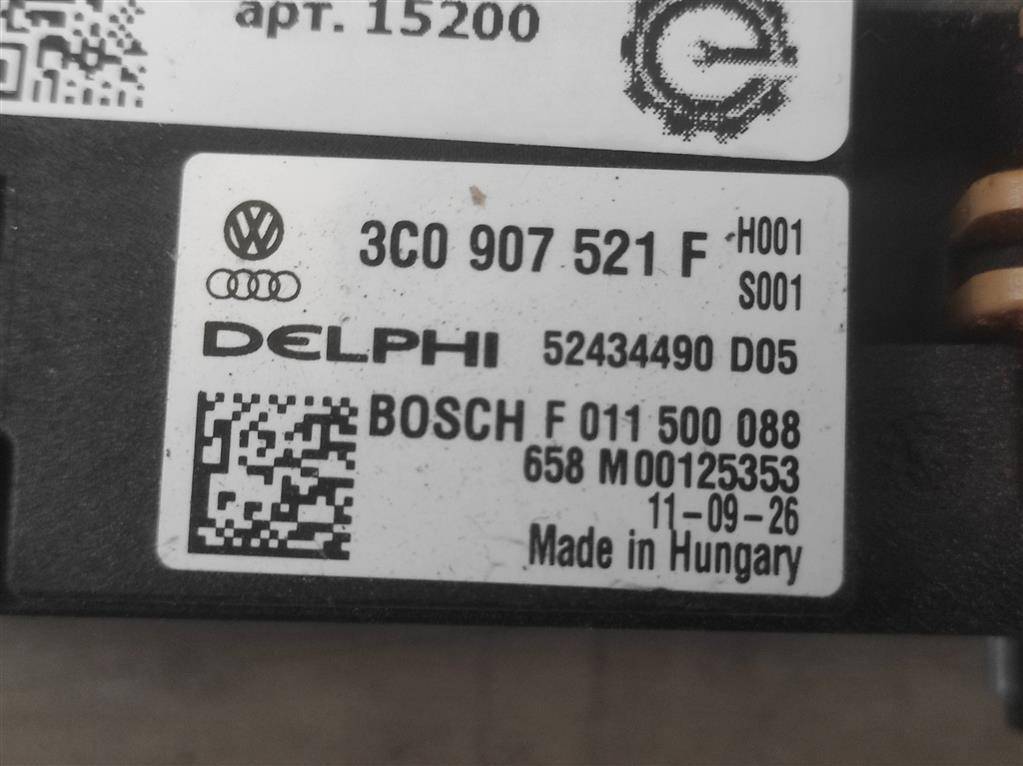 арт. 15200
3C0 907 521 F H001
S001
DELPHI 52434490 D05
BOSCH F 011 500 088
658 M00125353
11-09-26
Made in Hungary